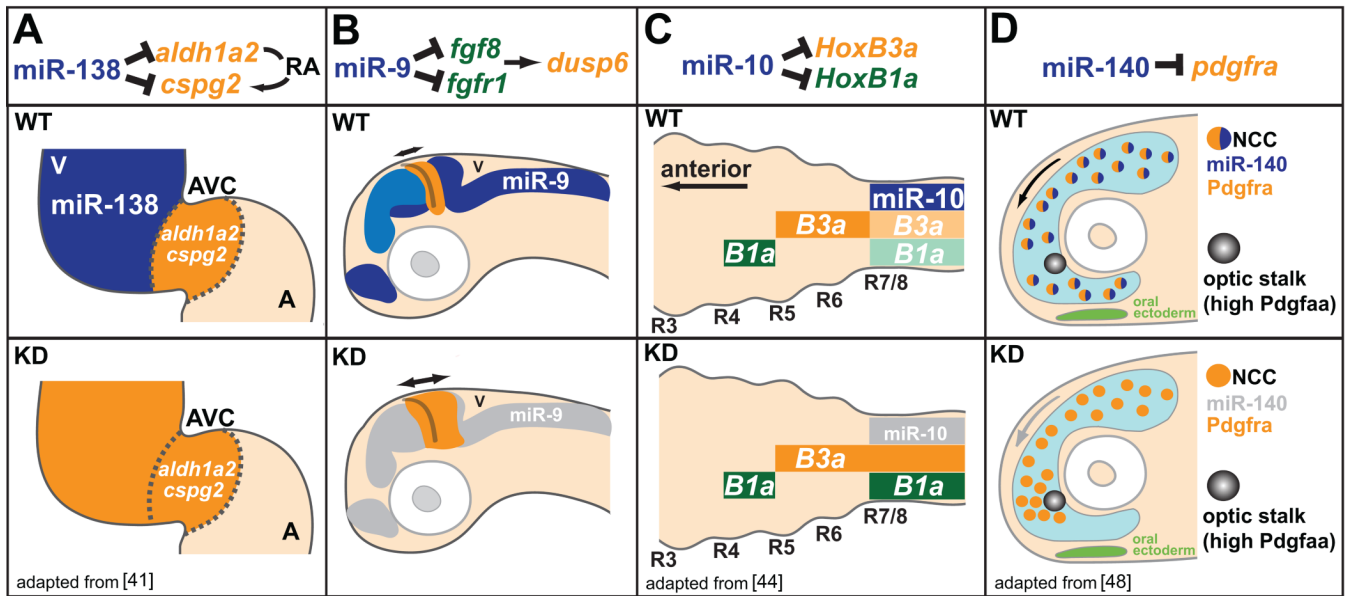 A
miR-138
aldh1a2
cspg2
RA
B
miR-9
fgf8
fgfr1
dusp6
C
miR-10
HoxB3a
HoxB1a
D
miR-140
pdgfra
WT
V
miR-138
AVC
aldh1a2
cspg2
A
WT
V
miR-9
WT
anterior
miR-10
B3a
B3a
B1a
B1a
R3
R4
R5
R6
R7/8
WT
NCC
miR-140
Pdgfra
optic stalk
(high Pdgfaa)
oral
ectoderm
KD
AVC
aldh1a2
cspg2
A
adapted from [41]
KD
V
miR-9
KD
miR-10
B3a
B1a
B1a
R3
R4
R5
R6
R7/8
adapted from [44]
KD
NCC
miR-140
Pdgfra
optic stalk
(high Pdgfaa)
oral
ectoderm
adapted from [48]